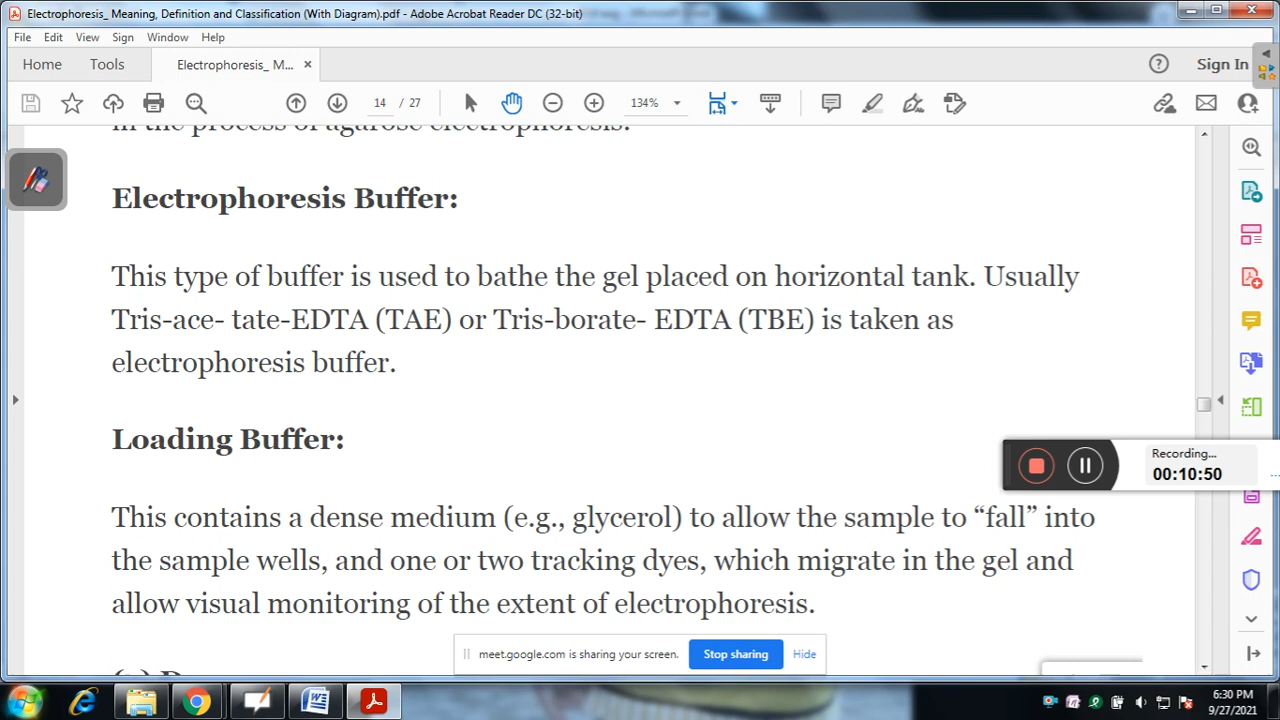 Electrophoresis_ Meaning, Definition and Classification (With Diagram).pdf - Adobe Acrobat Reader DC (32-bit)
File Edit View Sign Window Help
Home Tools Electrophoresis_ M... × Sign In
14 / 27 134%
in the process of agarose electrophoresis.
Electrophoresis Buffer:
This type of buffer is used to bathe the gel placed on horizontal tank. Usually
Tris-ace- tate-EDTA (TAE) or Tris-borate- EDTA (TBE) is taken as
electrophoresis buffer.
Loading Buffer:
Recording...
00:10:50
This contains a dense medium (e.g., glycerol) to allow the sample to “fall” into
the sample wells, and one or two tracking dyes, which migrate in the gel and
allow visual monitoring of the extent of electrophoresis.
meet.google.com is sharing your screen. Stop sharing Hide
6:30 PM
9/27/2021